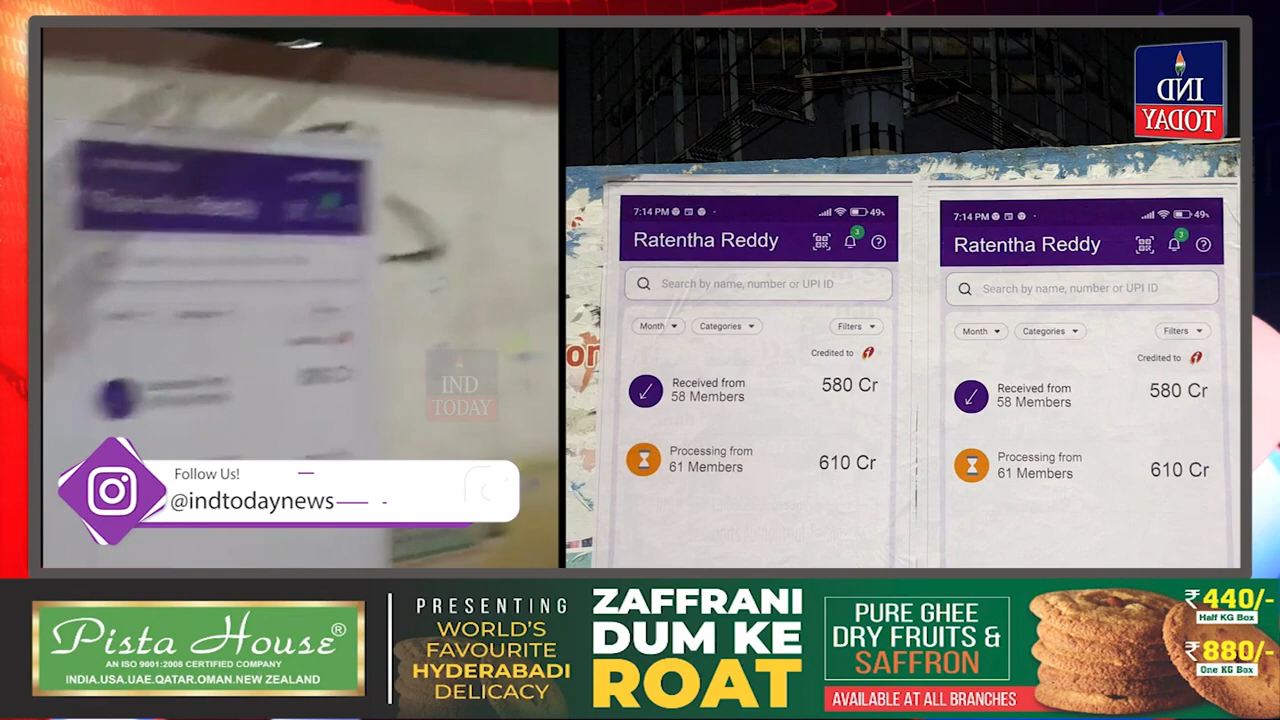 IND
TODAY
IND
TODAY
Follow Us!
@indtodaynews
7:14 PM
49%
Ratentha Reddy
3
Search by name, number or UPI ID
Month
Categories
Filters
Credited to
Received from
58 Members
580 Cr
Processing from
61 Members
610 Cr
7:14 PM
49%
Ratentha Reddy
3
Search by name, number or UPI ID
Month
Categories
Filters
Credited to
Received from
58 Members
580 Cr
Processing from
61 Members
610 Cr
Pista House®
AN ISO 9001:2008 CERTIFIED COMPANY
INDIA.USA.UAE.QATAR.OMAN.NEW ZEALAND
PRESENTING
WORLD'S
FAVOURITE
HYDERABADI
DELICACY
ZAFFRANI
DUM KE
ROAT
PURE GHEE
DRY FRUITS &
SAFFRON
AVAILABLE AT ALL BRANCHES
₹440/-
Half KG Box
₹880/-
One KG Box